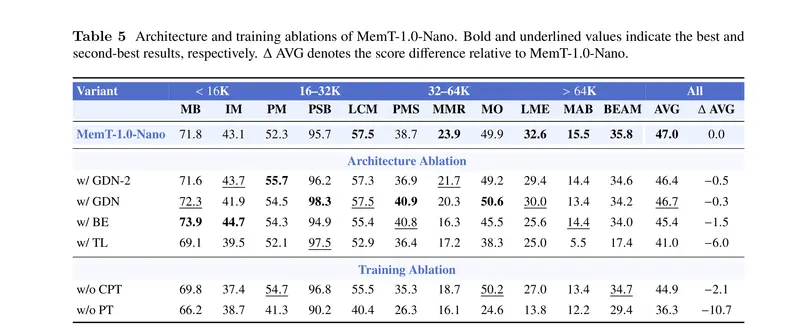 Table 5 Architecture and training ablations of MemT-1.0-Nano. Bold and underlined values indicate the best and
second-best results, respectively. Δ AVG denotes the score difference relative to MemT-1.0-Nano.
Variant < 16K 16–32K 32–64K > 64K All
MB IM PM PSB LCM PMS MMR MO LME MAB BEAM AVG Δ AVG
MemT-1.0-Nano 71.8 43.1 52.3 95.7 57.5 38.7 23.9 49.9 32.6 15.5 35.8 47.0 0.0
Architecture Ablation
w/ GDN-2 71.6 43.7 55.7 96.2 57.3 36.9 21.7 49.2 29.4 14.4 34.6 46.4 −0.5
w/ GDN 72.3 41.9 54.5 98.3 57.5 40.9 20.3 50.6 30.0 13.4 34.2 46.7 −0.3
w/ BE 73.9 44.7 54.3 94.9 55.4 40.8 16.3 45.5 25.6 14.4 34.0 45.4 −1.5
w/ TL 69.1 39.5 52.1 97.5 52.9 36.4 17.2 38.3 25.0 5.5 17.4 41.0 −6.0
Training Ablation
w/o CPT 69.8 37.4 54.7 96.8 55.5 35.3 18.7 50.2 27.0 13.4 34.7 44.9 −2.1
w/o PT 66.2 38.7 41.3 90.2 40.4 26.3 16.1 24.6 13.8 12.2 29.4 36.3 −10.7